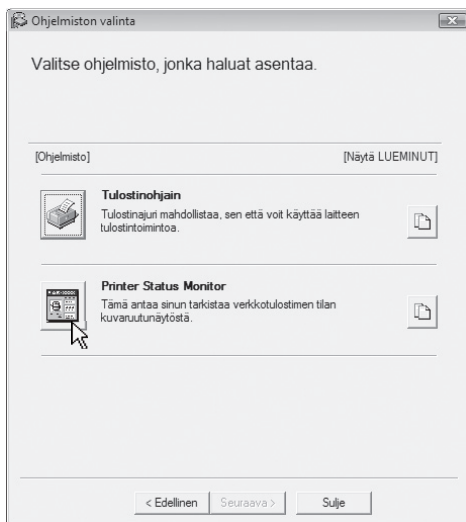 Ohjelmiston valinta
Valitse ohjelmisto, jonka haluat asentaa.
[Ohjelmisto] [Näytä LUEMINUT]
Tulostinohjain
Tulostinajuri mahdollistaa, sen että voit käyttää laitteen
tulostintoimintoa.
Printer Status Monitor
Tämä antaa sinun tarkistaa verkkotulostimen tilan
kuvaruutunäytöstä.
< Edellinen Seuraava > Sulje